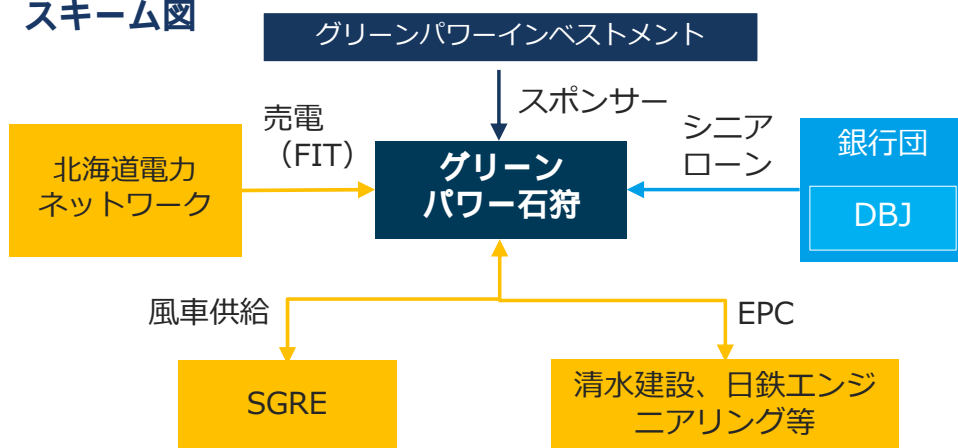 スキーム図
グリーンパワーインベストメント
スポンサー
売電
（FIT）
シニア
ローン
北海道電力
ネットワーク
グリーン
パワー石狩
銀行団
DBJ
風車供給
EPC
SGRE
清水建設、日鉄エンジ
ニアリング等